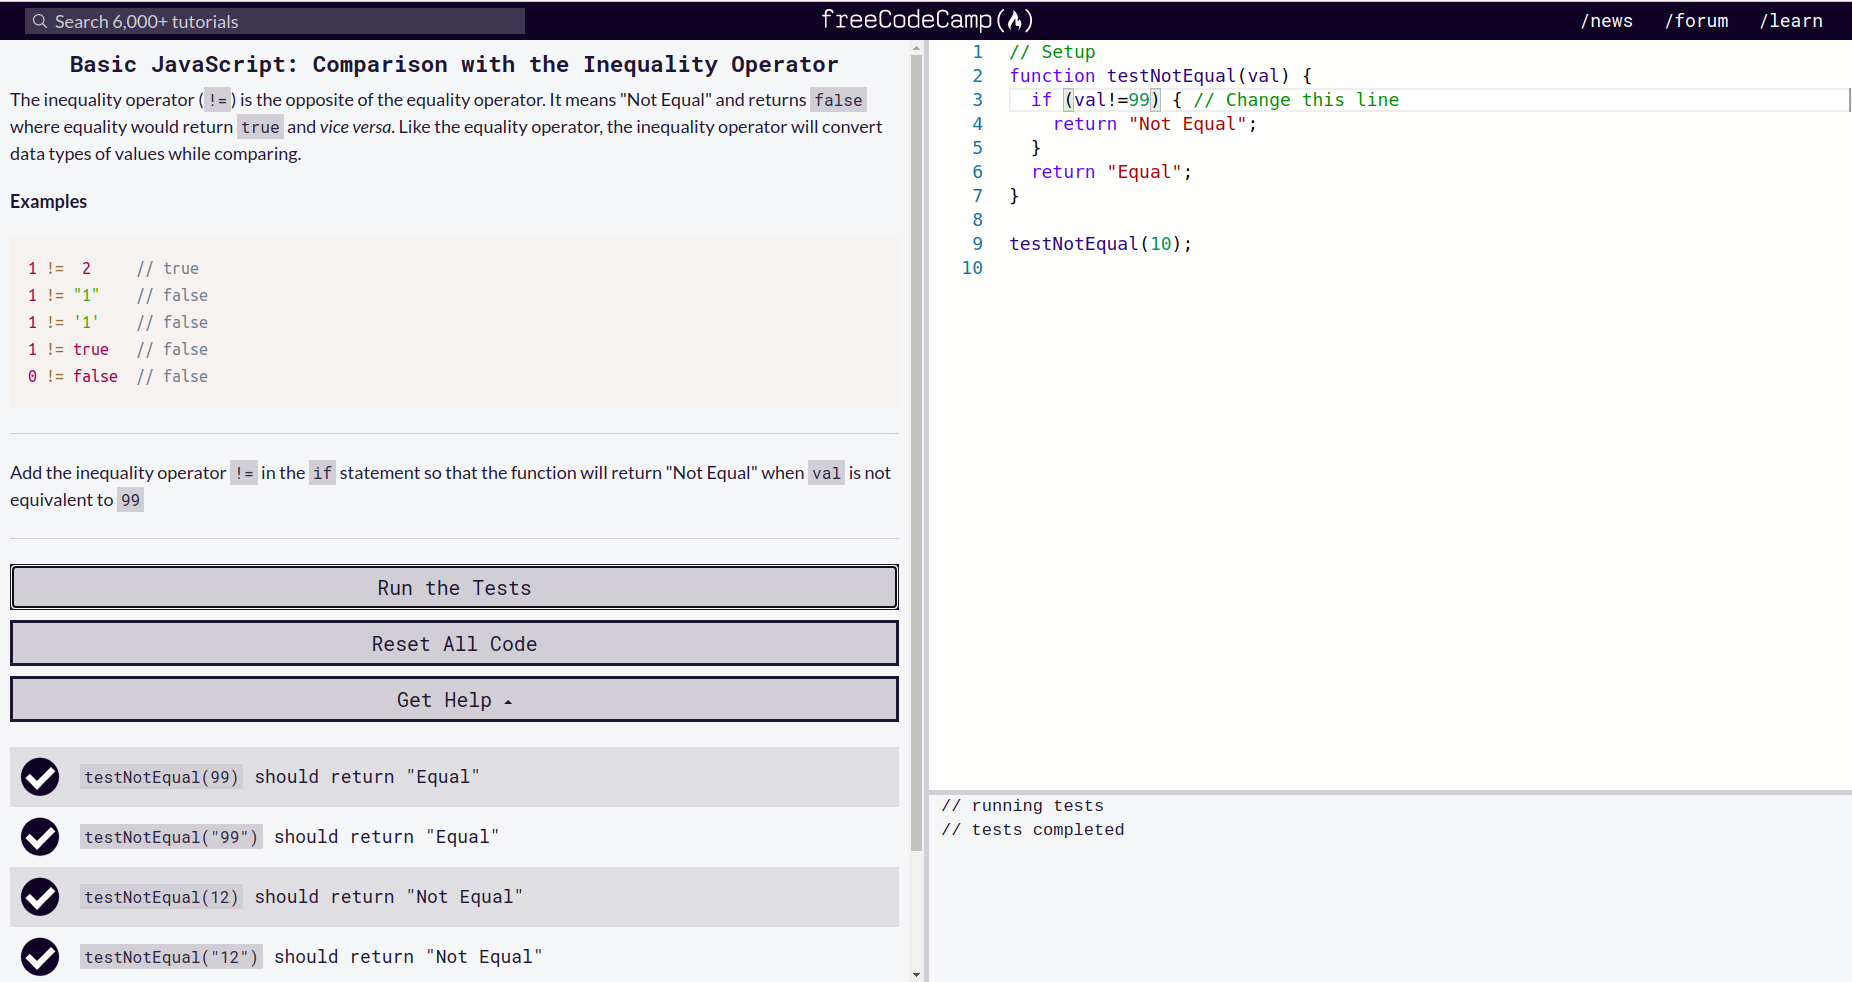 Search 6,000+ tutorials
freeCodeCamp
/news /forum /learn
Basic JavaScript: Comparison with the Inequality Operator
The inequality operator (!=) is the opposite of the equality operator. It means "Not Equal" and returns false
where equality would return true and vice versa. Like the equality operator, the inequality operator will convert
data types of values while comparing.
Examples
1 !=  2     // true
1 != "1"    // false
1 != '1'    // false
1 != true   // false
0 != false  // false
Add the inequality operator != in the if statement so that the function will return "Not Equal" when val is not
equivalent to 99
Run the Tests
Reset All Code
Get Help
testNotEqual(99) should return "Equal"
testNotEqual("99") should return "Equal"
testNotEqual(12) should return "Not Equal"
testNotEqual("12") should return "Not Equal"
1 // Setup
2 function testNotEqual(val) {
3   if (val!=99) { // Change this line
4     return "Not Equal";
5   }
6   return "Equal";
7 }
8
9 testNotEqual(10);
10
// running tests
// tests completed